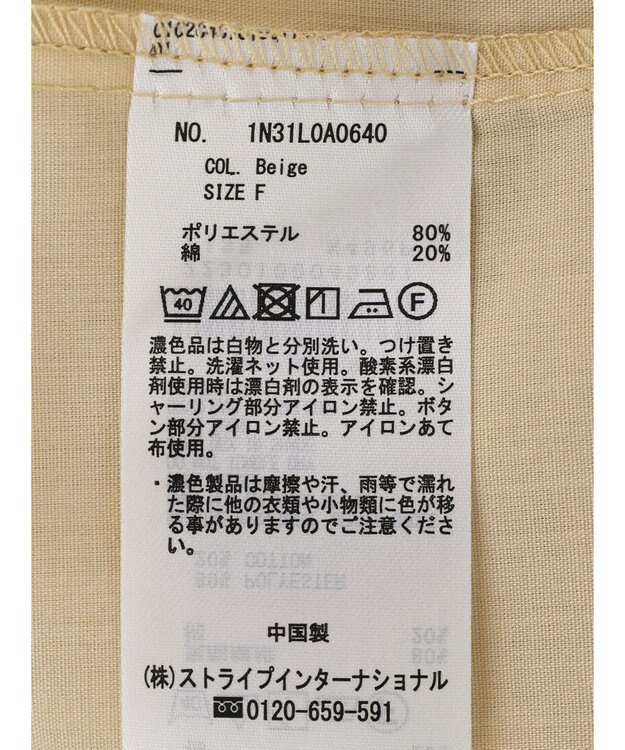 NO. 1N31L0A0640
COL. Beige
SIZE F
ポリエステル 80%
綿 20%
40 F
濃色品は白物と分別洗い。つけ置き
禁止。洗濯ネット使用。酸素系漂白
剤使用時は漂白剤の表示を確認。シ
ャーリング部分アイロン禁止。ボタ
ン部分アイロン禁止。アイロンあて
布使用。
・濃色製品は摩擦や汗、雨等で濡れ
た際に他の衣類や小物類に色が移
る事がありますのでご注意くださ
い。
20% COTTON
80% POLYESTER
中国製
(株)ストライプインターナショナル
0120-659-591